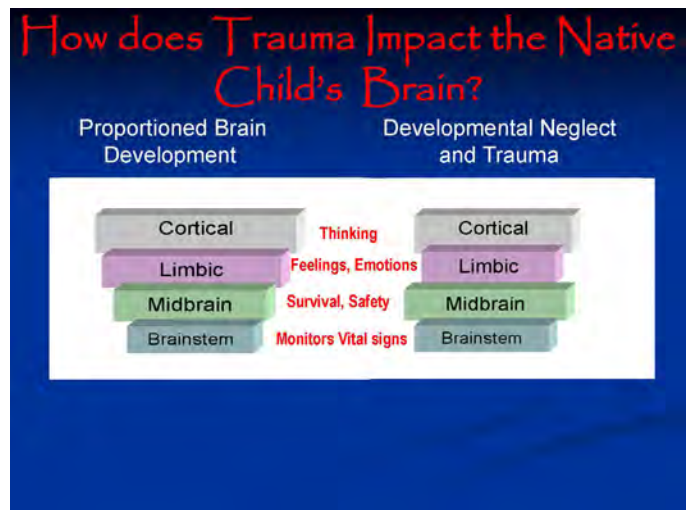 How does Trauma Impact the Native
Child's Brain?
Proportioned Brain
Development
Developmental Neglect
and Trauma
Cortical
Thinking
Cortical
Limbic
Feelings, Emotions
Limbic
Midbrain
Survival, Safety
Midbrain
Brainstem
Monitors Vital signs
Brainstem